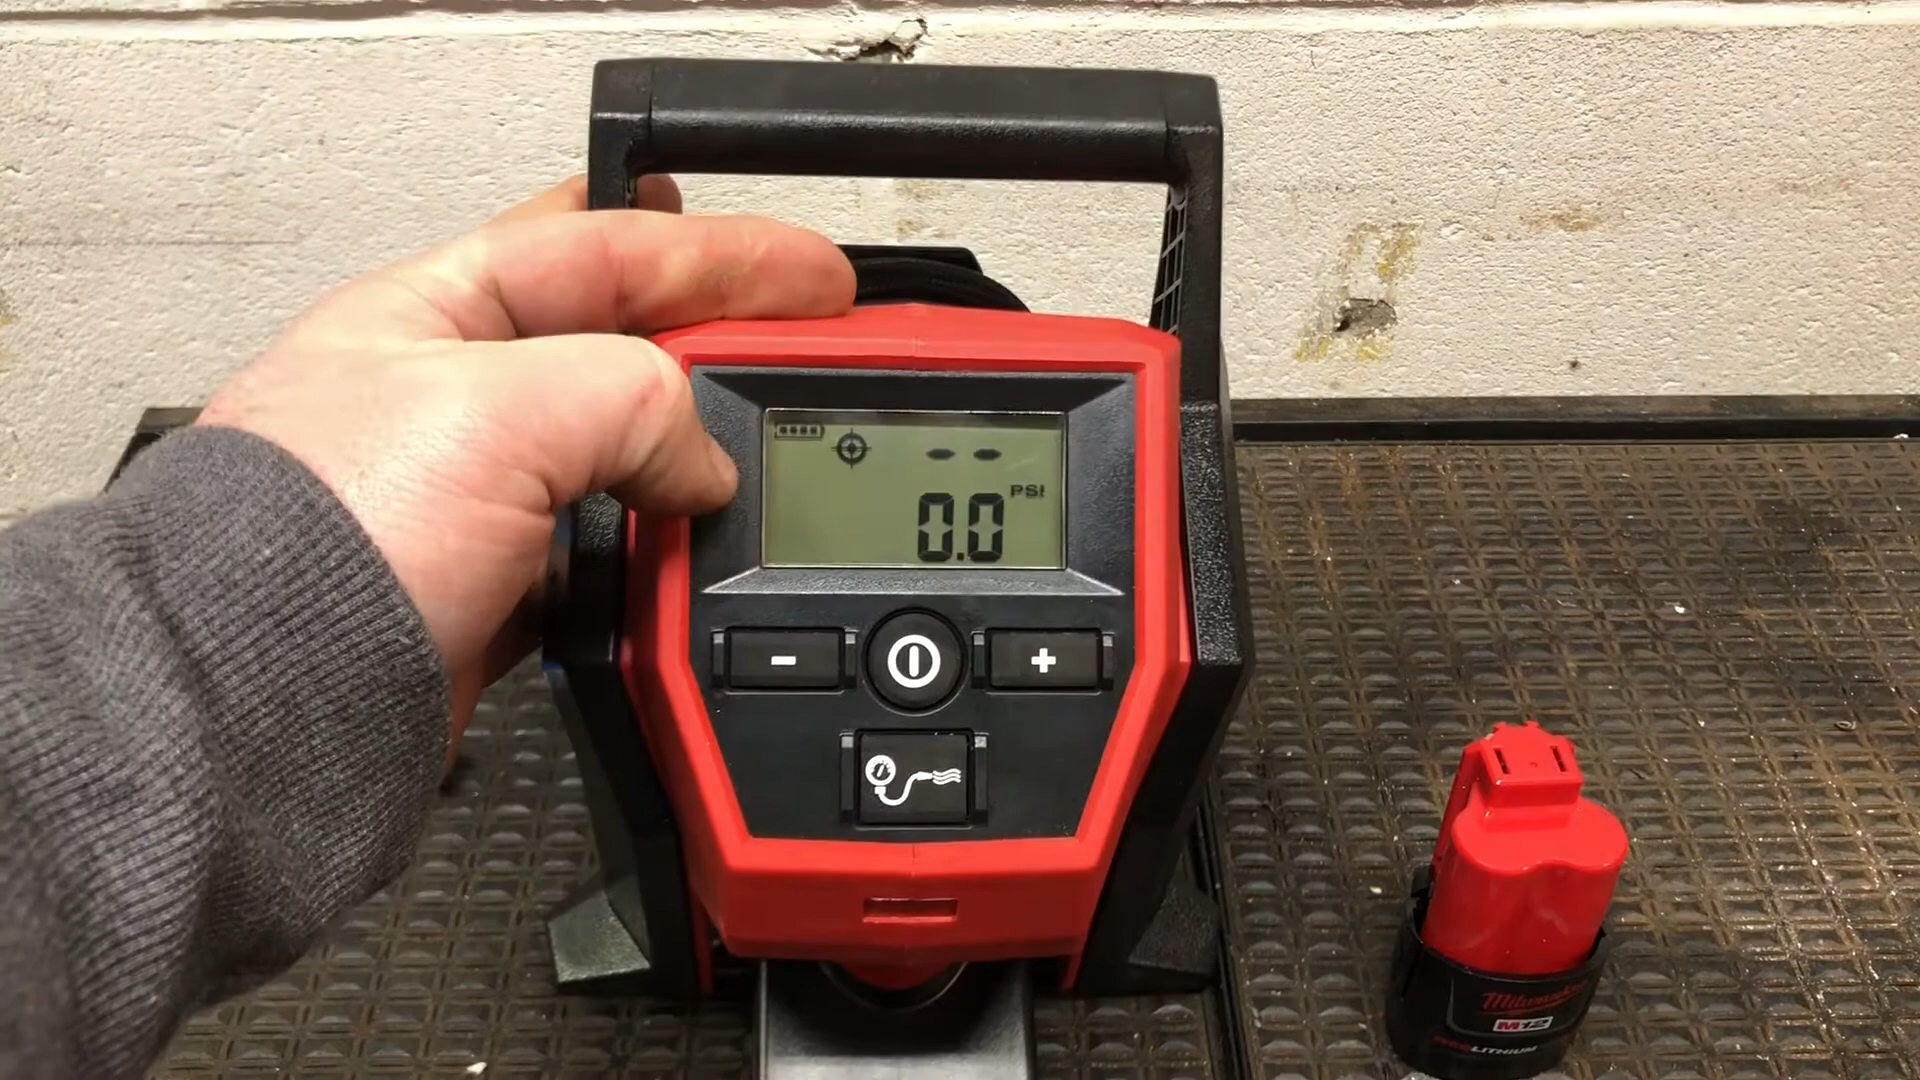 - -
PSI
0.0
-
+
Milwaukee
M12
REDLITHIUM